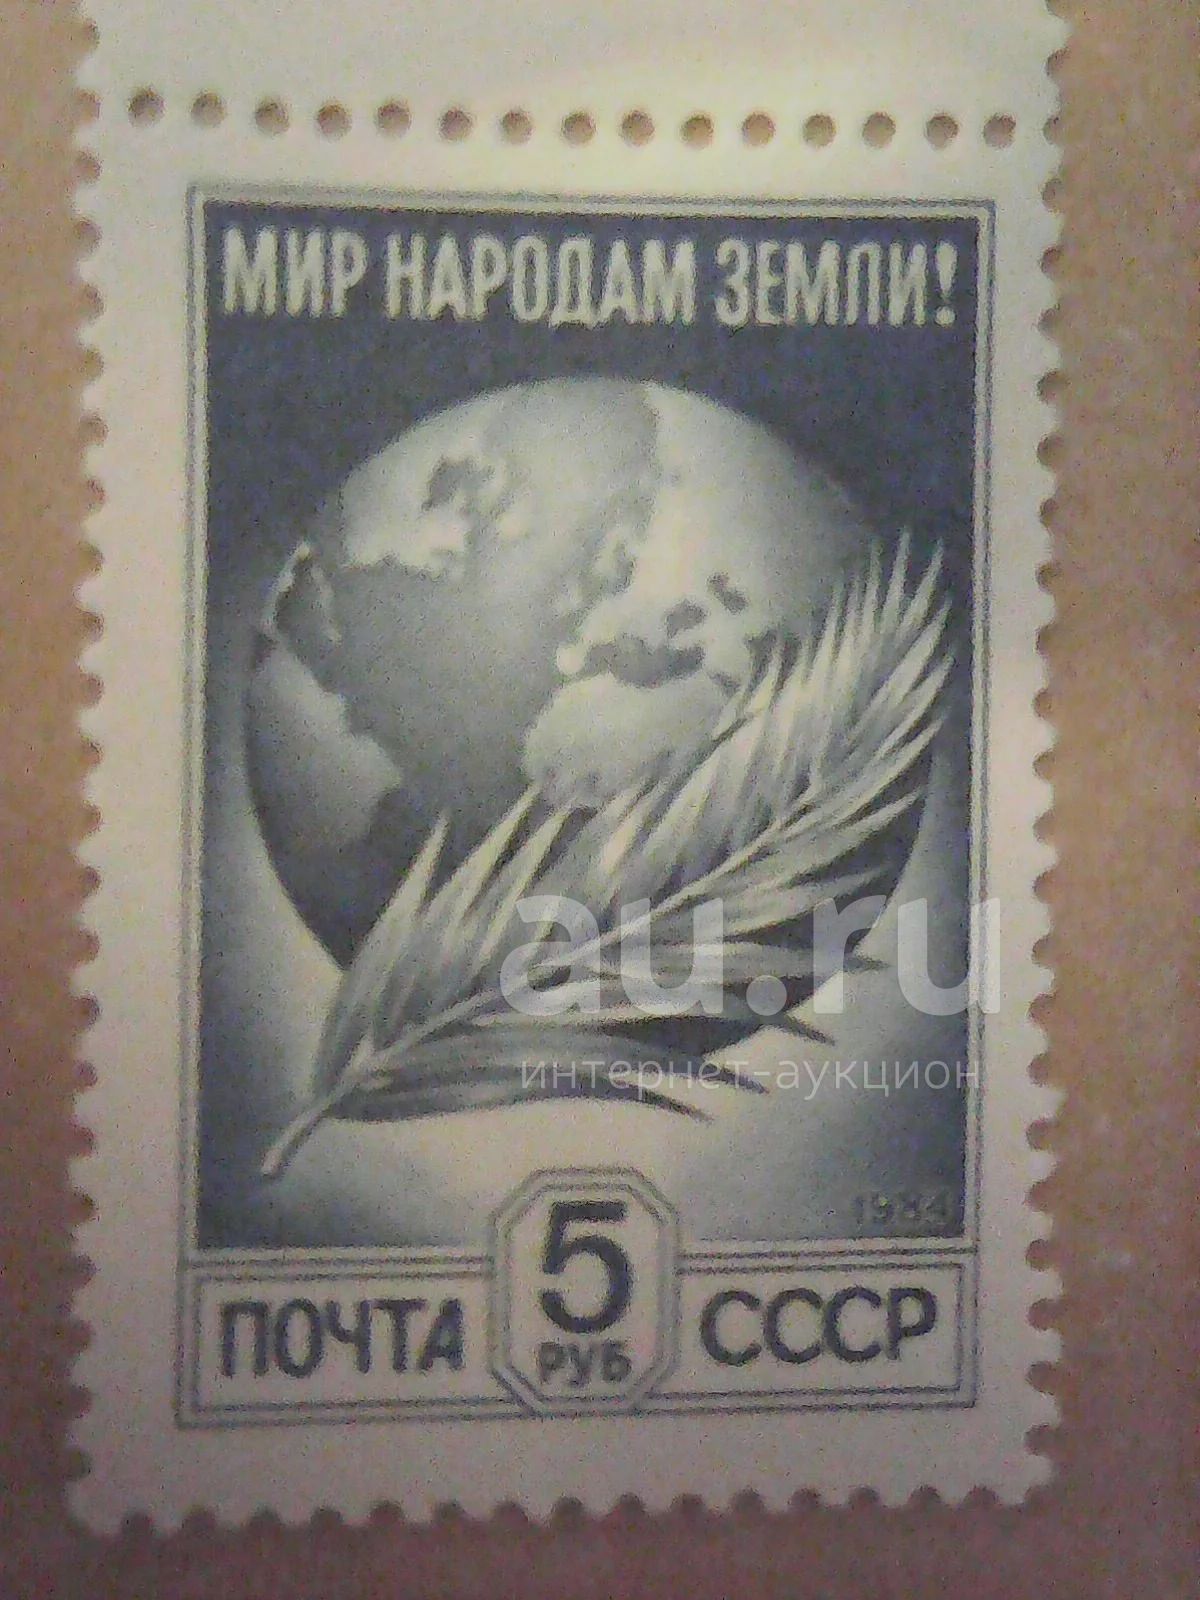 МИР НАРОДАМ ЗЕМЛИ!
au.ru
интернет-аукцион
1984
ПОЧТА 5 РУБ СССР